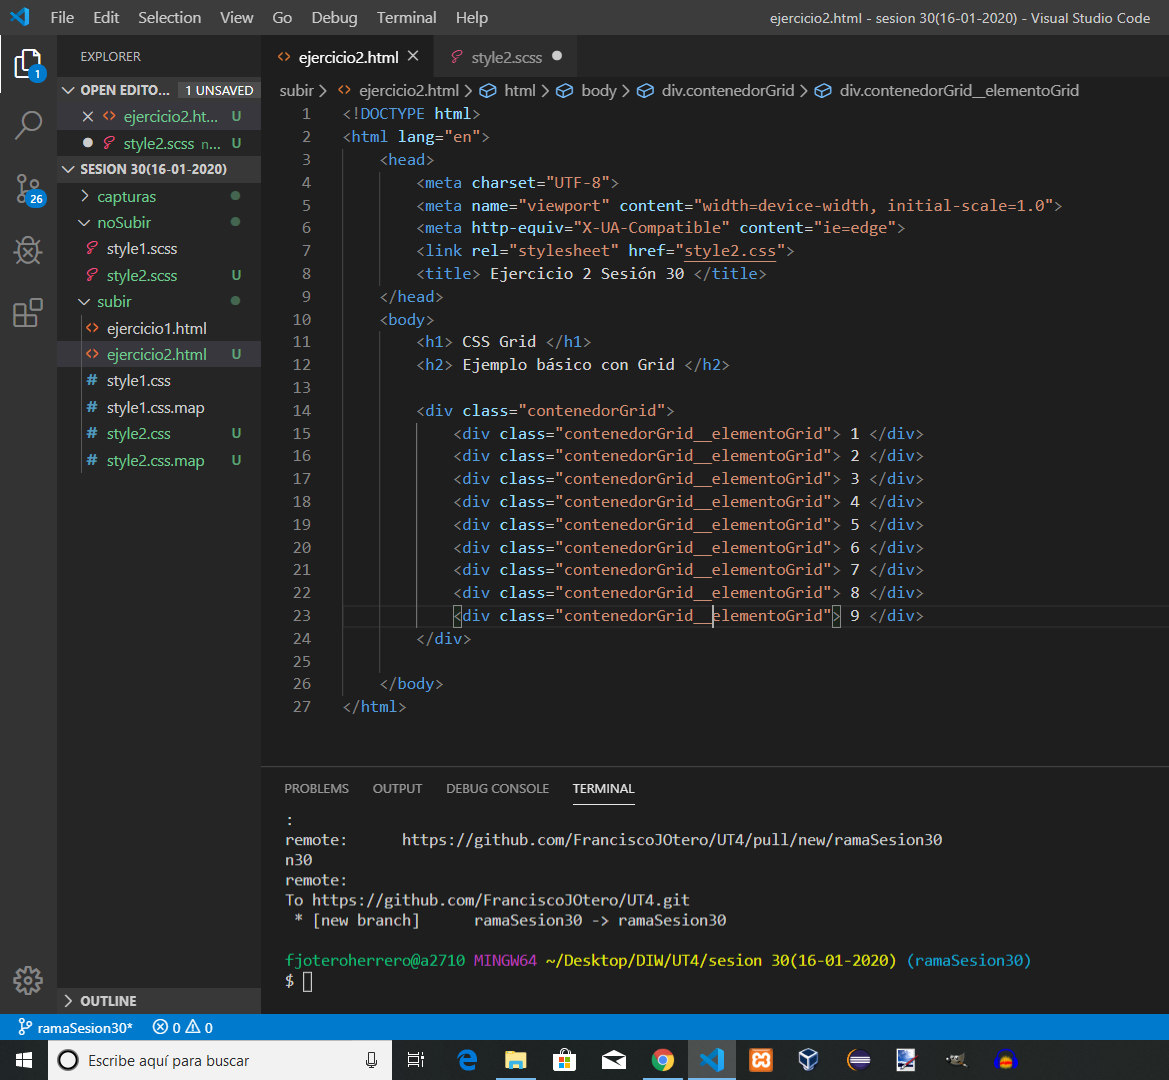 File Edit Selection View Go Debug Terminal Help
ejercicio2.html - sesion 30(16-01-2020) - Visual Studio Code
1
26
EXPLORER
OPEN EDITO... 1 UNSAVED
ejercicio2.ht... U
style2.scss n... U
SESION 30(16-01-2020)
capturas
noSubir
style1.scss
style2.scss U
subir
ejercicio1.html
ejercicio2.html U
style1.css
style1.css.map
style2.css U
style2.css.map U
OUTLINE
ejercicio2.html style2.scss
subir > ejercicio2.html > html > body > div.contenedorGrid > div.contenedorGrid__elementoGrid
1 <!DOCTYPE html>
2 <html lang="en">
3 <head>
4 <meta charset="UTF-8">
5 <meta name="viewport" content="width=device-width, initial-scale=1.0">
6 <meta http-equiv="X-UA-Compatible" content="ie=edge">
7 <link rel="stylesheet" href="style2.css">
8 <title> Ejercicio 2 Sesión 30 </title>
9 </head>
10 <body>
11 <h1> CSS Grid </h1>
12 <h2> Ejemplo básico con Grid </h2>
13
14 <div class="contenedorGrid">
15 <div class="contenedorGrid__elementoGrid"> 1 </div>
16 <div class="contenedorGrid__elementoGrid"> 2 </div>
17 <div class="contenedorGrid__elementoGrid"> 3 </div>
18 <div class="contenedorGrid__elementoGrid"> 4 </div>
19 <div class="contenedorGrid__elementoGrid"> 5 </div>
20 <div class="contenedorGrid__elementoGrid"> 6 </div>
21 <div class="contenedorGrid__elementoGrid"> 7 </div>
22 <div class="contenedorGrid__elementoGrid"> 8 </div>
23 <div class="contenedorGrid__elementoGrid"> 9 </div>
24 </div>
25
26 </body>
27 </html>
PROBLEMS OUTPUT DEBUG CONSOLE TERMINAL
:
remote: https://github.com/FranciscoJOtero/UT4/pull/new/ramaSesion30
n30
remote:
To https://github.com/FranciscoJOtero/UT4.git
* [new branch] ramaSesion30 -> ramaSesion30
fjoteroherrero@a2710 MINGW64 ~/Desktop/DIW/UT4/sesion 30(16-01-2020) (ramaSesion30)
$
ramaSesion30* 0 0
Escribe aquí para buscar